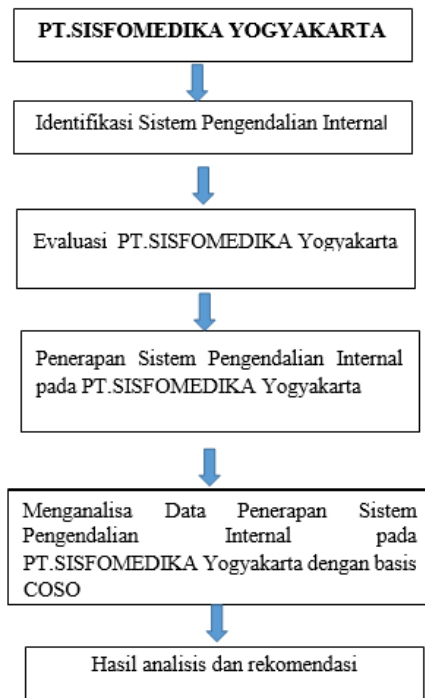 PT.SISFOMEDIKA YOGYAKARTA
Identifikasi Sistem Pengendalian Internal
Evaluasi PT.SISFOMEDIKA Yogyakarta
Penerapan Sistem Pengendalian Internal
pada PT.SISFOMEDIKA Yogyakarta
Menganalisa Data Penerapan Sistem
Pengendalian Internal pada
PT.SISFOMEDIKA Yogyakarta dengan basis
COSO
Hasil analisis dan rekomendasi